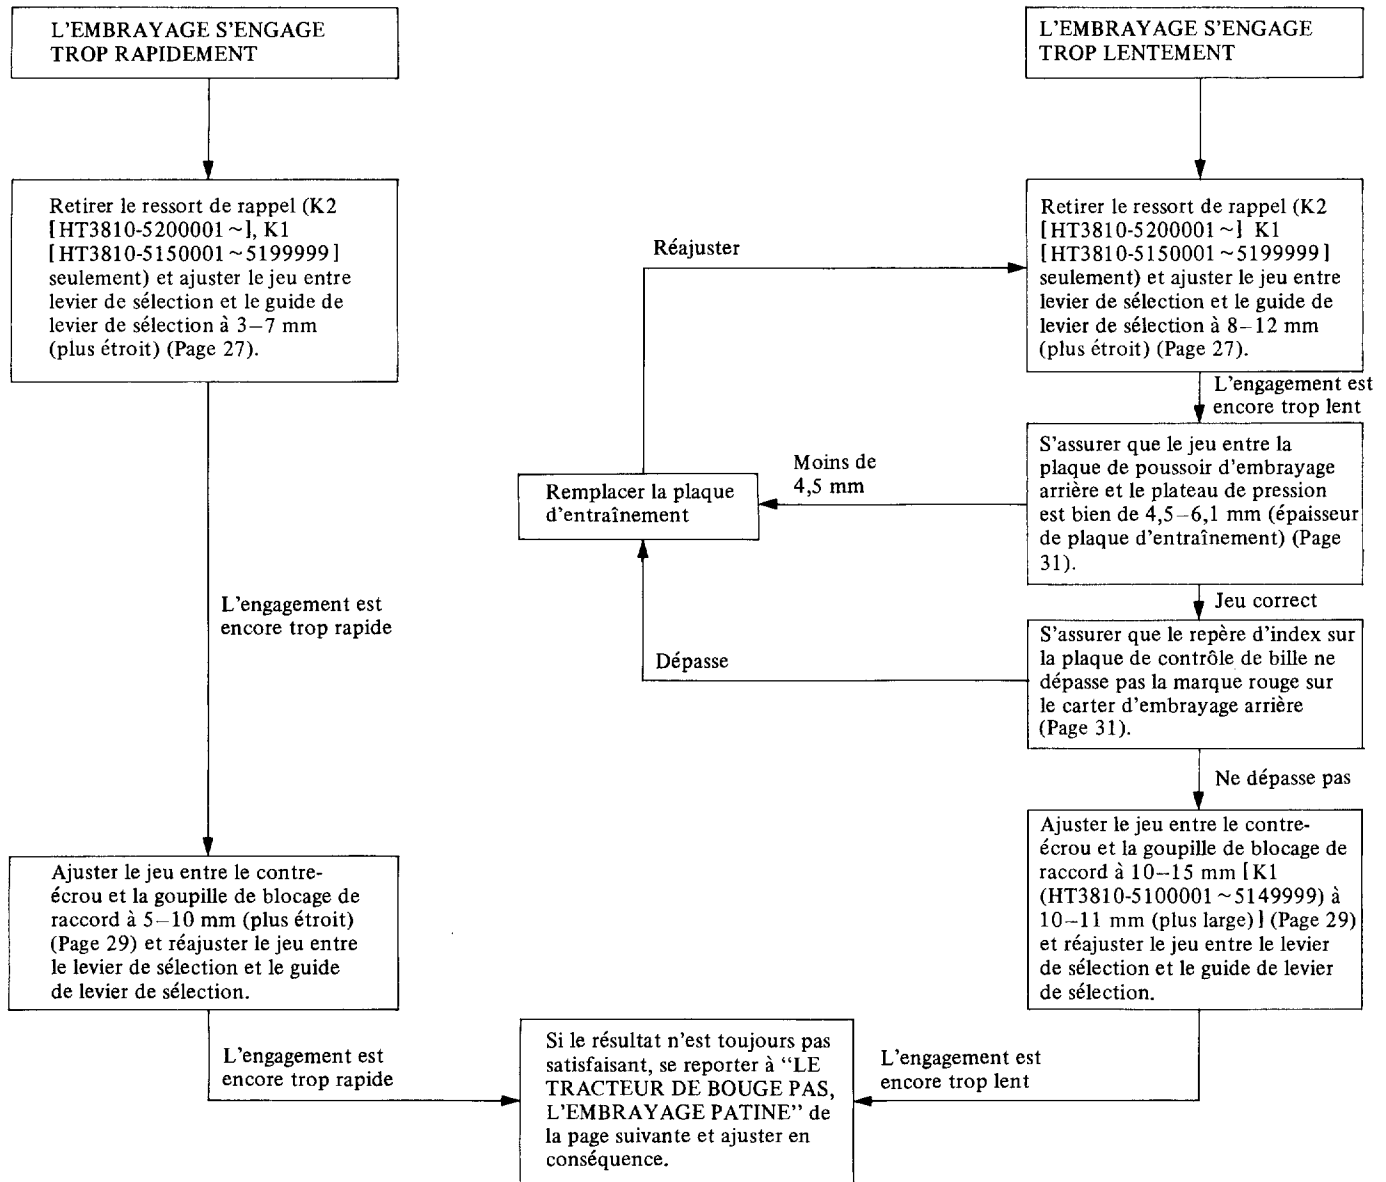 L'EMBRAYAGE S'ENGAGE
TROP RAPIDEMENT
Retirer le ressort de rappel (K2
[HT3810-5200001 ~], K1
[HT3810-5150001 ~ 5199999]
seulement) et ajuster le jeu entre
levier de sélection et le guide de
levier de sélection à 3–7 mm
(plus étroit) (Page 27).
L'engagement est
encore trop rapide
Ajuster le jeu entre le contre-
écrou et la goupille de blocage de
raccord à 5–10 mm (plus étroit)
(Page 29) et réajuster le jeu entre
le levier de sélection et le guide
de levier de sélection.
L'engagement est
encore trop rapide
L'EMBRAYAGE S'ENGAGE
TROP LENTEMENT
Retirer le ressort de rappel (K2
[HT3810-5200001 ~] K1
[HT3810-5150001 ~ 5199999]
seulement) et ajuster le jeu entre
levier de sélection et le guide de
levier de sélection à 8–12 mm
(plus étroit) (Page 27).
L'engagement est
encore trop lent
S'assurer que le jeu entre la
plaque de poussoir d'embrayage
arrière et le plateau de pression
est bien de 4,5–6,1 mm (épaisseur
de plaque d'entraînement) (Page
31).
Moins de
4,5 mm
Remplacer la plaque
d'entraînement
Réajuster
Jeu correct
S'assurer que le repère d'index sur
la plaque de contrôle de bille ne
dépasse pas la marque rouge sur
le carter d'embrayage arrière
(Page 31).
Dépasse
Ne dépasse pas
Ajuster le jeu entre le contre-
écrou et la goupille de blocage de
raccord à 10–15 mm [K1
(HT3810-5100001 ~ 5149999) à
10–11 mm (plus large)] (Page 29)
et réajuster le jeu entre le levier
de sélection et le guide de levier
de sélection.
L'engagement est
encore trop lent
Si le résultat n'est toujours pas
satisfaisant, se reporter à “LE
TRACTEUR DE BOUGE PAS,
L'EMBRAYAGE PATINE” de
la page suivante et ajuster en
conséquence.